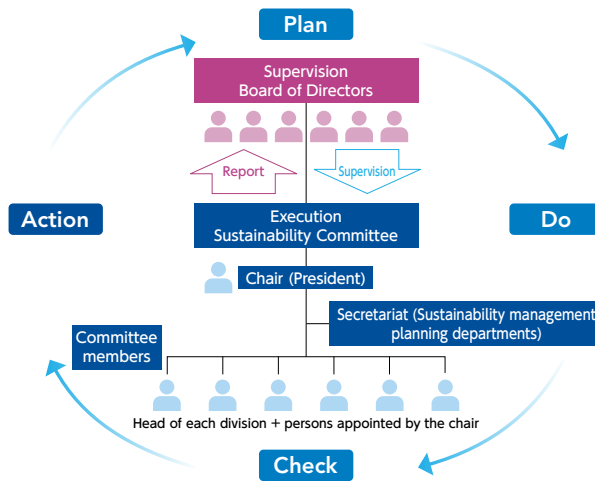 Plan
Supervision
Board of Directors
Report
Supervision
Action
Execution
Sustainability Committee
Do
Chair (President)
Secretariat (Sustainability management
planning departments)
Committee
members
Head of each division + persons appointed by the chair
Check